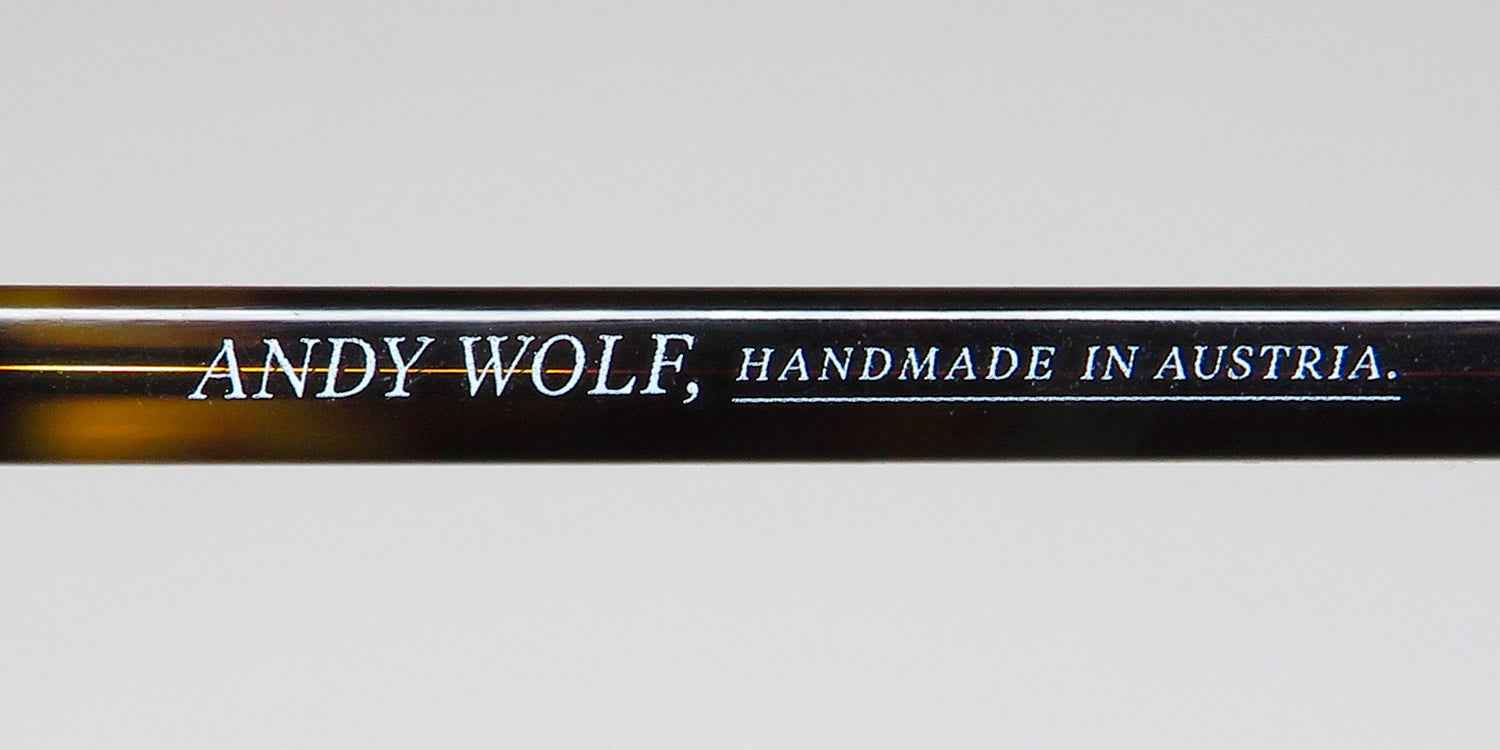 ANDY WOLF, HANDMADE IN AUSTRIA.